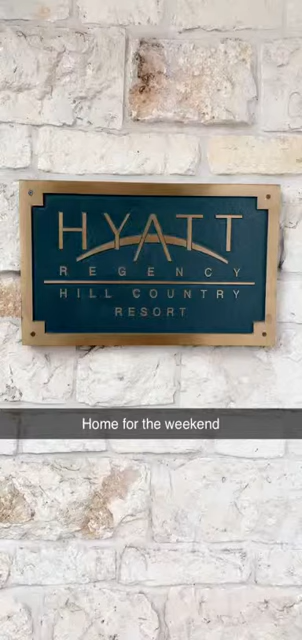 HYATT
REGENCY
HILL COUNTRY
RESORT
Home for the weekend